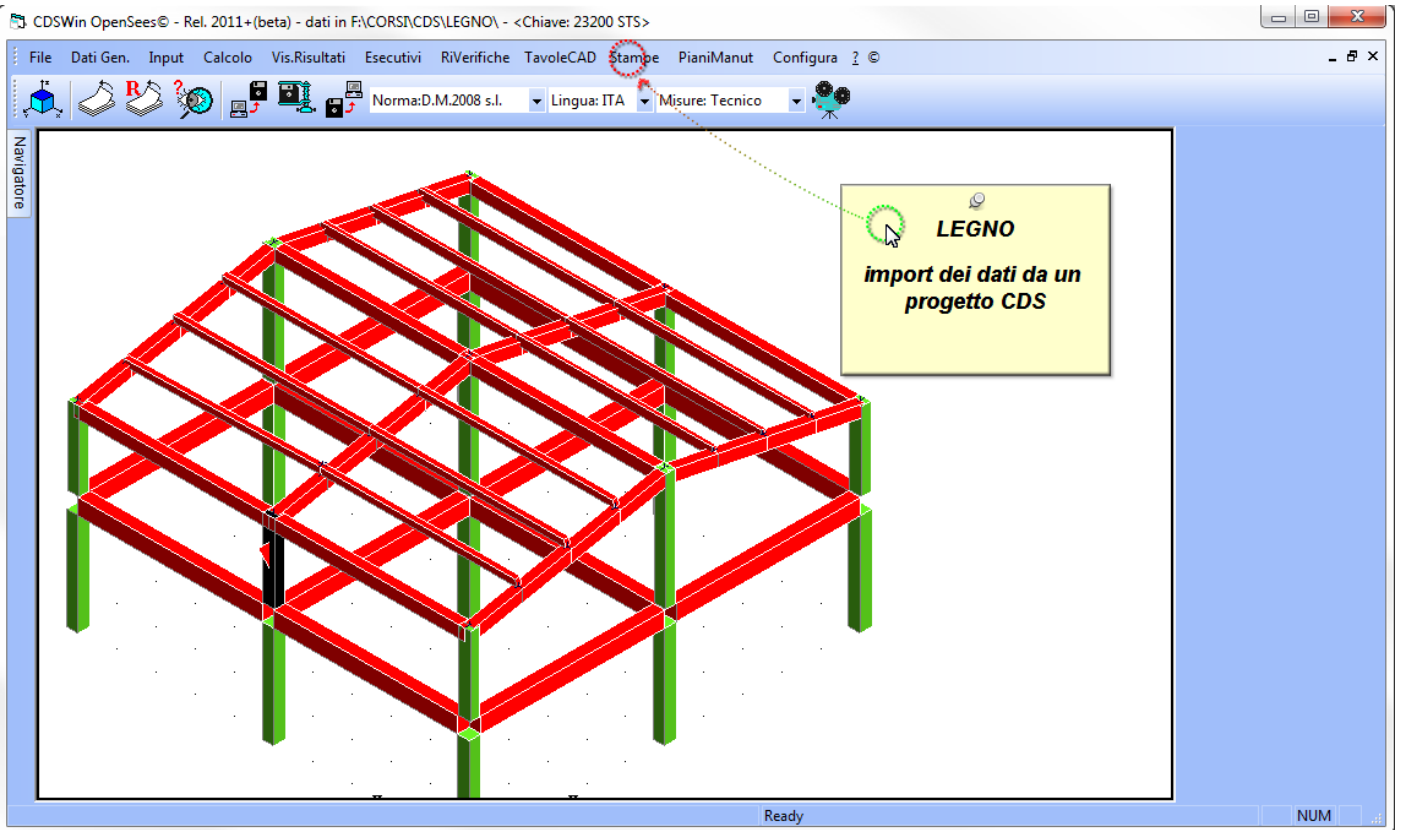 CDSWin OpenSees© - Rel. 2011+(beta) - dati in F:\CORSI\CDS\LEGNO\ - <Chiave: 23200 STS>
File Dati Gen. Input Calcolo Vis.Risultati Esecutivi RiVerifiche TavoleCAD Stampe PianiManut Configura ? ©
R ? Norma:D.M.2008 s.l. Lingua: ITA Misure: Tecnico
Navigatore
LEGNO
import dei dati da un
progetto CDS
Ready NUM